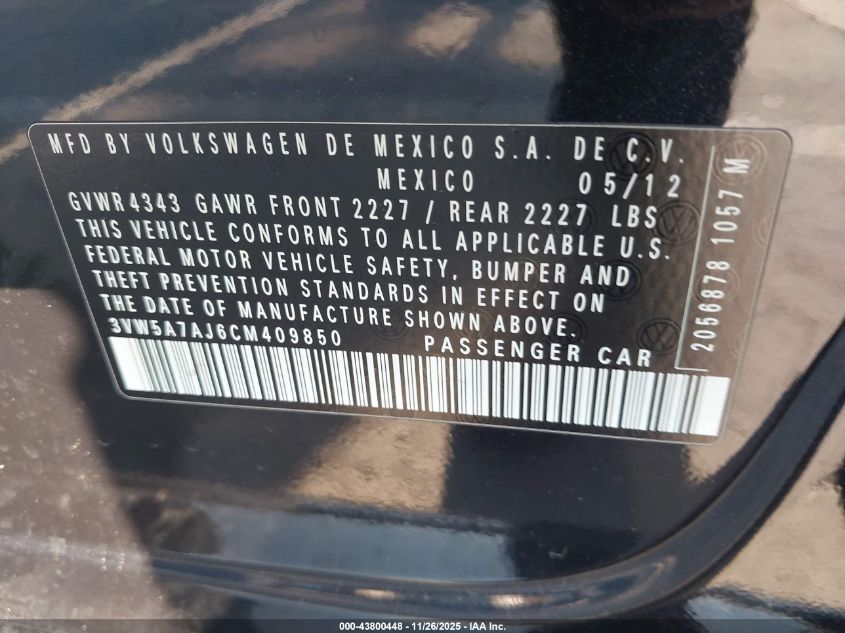 MFD BY VOLKSWAGEN DE MEXICO S.A. DE C.V.
MEXICO 05/12
GVWR 4343 GAWR FRONT 2227 / REAR 2227 LBS
THIS VEHICLE CONFORMS TO ALL APPLICABLE U.S.
FEDERAL MOTOR VEHICLE SAFETY, BUMPER AND
THEFT PREVENTION STANDARDS IN EFFECT ON
THE DATE OF MANUFACTURE SHOWN ABOVE.
3VW5A7AJ6CM409850 PASSENGER CAR
2056878 1057 M
000-43800448 - 11/26/2025 - IAA Inc.